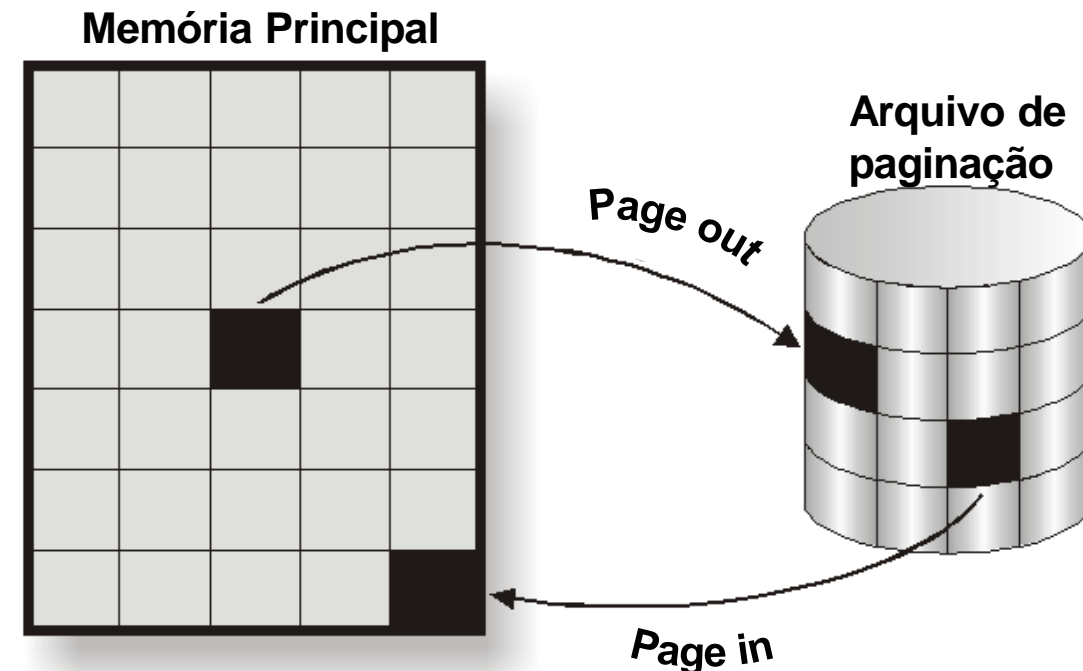 Memória Principal
Arquivo de
paginação
Page out
Page in